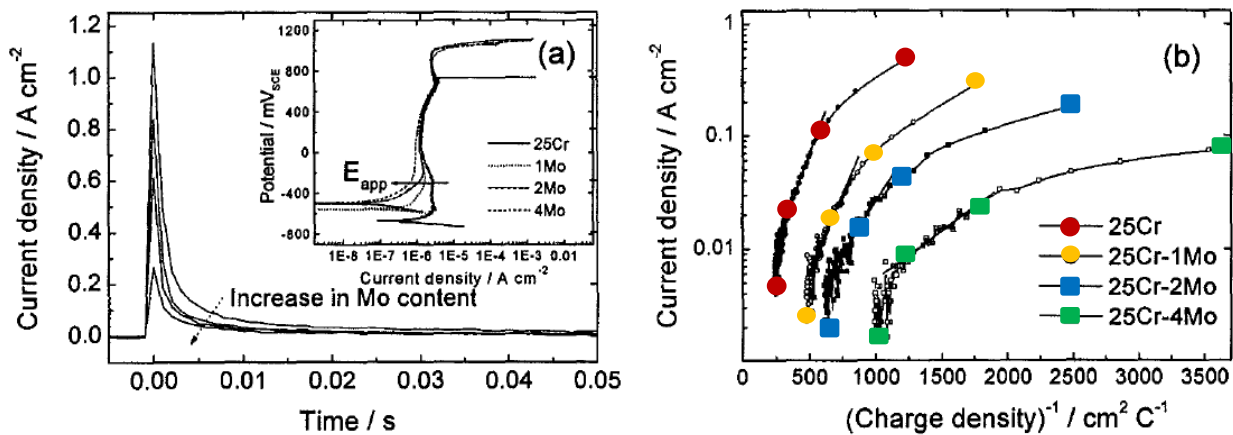 (a)
Current density / A cm⁻²
1.2
1.0
0.8
0.6
0.4
0.2
0.0
Potential / mV_SCE
1200
800
400
0
-400
-800
E_app
25Cr
1Mo
2Mo
4Mo
1E-8 1E-7 1E-6 1E-5 1E-4 1E-3 0.01
Current density / A cm⁻²
Increase in Mo content
0.00 0.01 0.02 0.03 0.04 0.05
Time / s
(b)
Current density / A cm⁻²
1
0.1
0.01
25Cr
25Cr-1Mo
25Cr-2Mo
25Cr-4Mo
0 500 1000 1500 2000 2500 3000 3500
(Charge density)⁻¹ / cm² C⁻¹